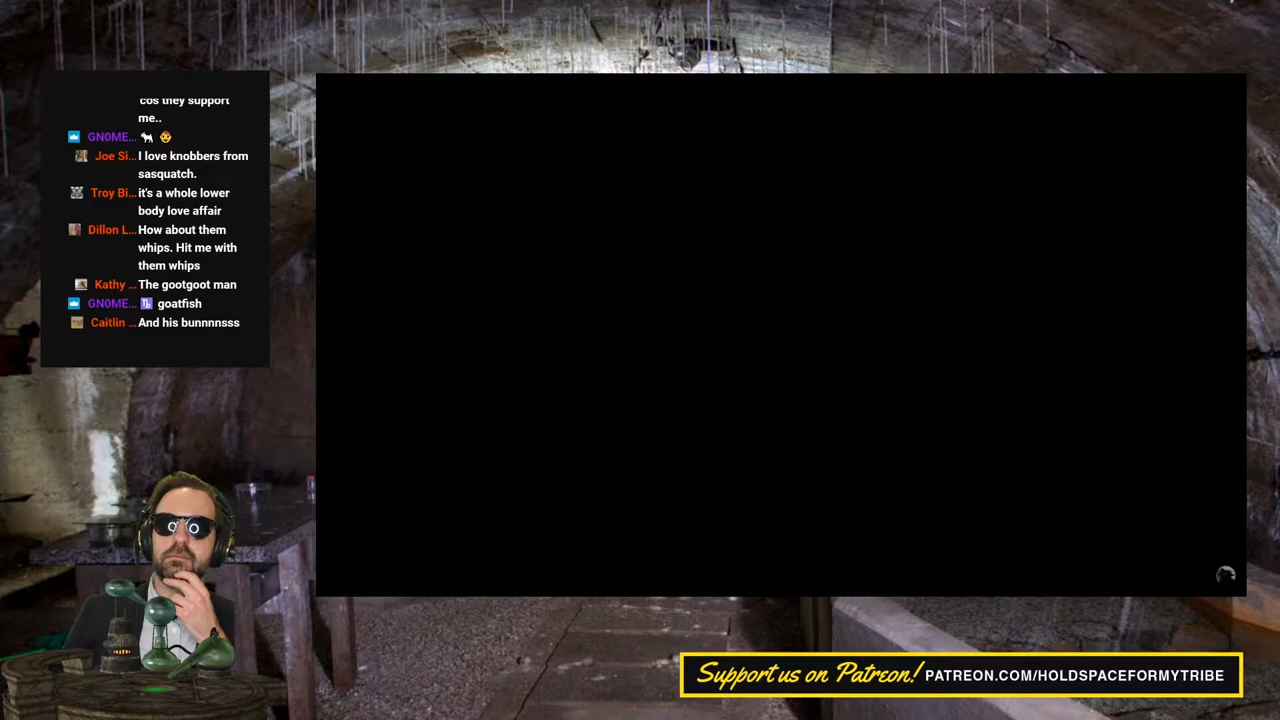 cos they support
me..
GN0ME...
Joe Si... I love knobbers from
sasquatch.
Troy Bi... it's a whole lower
body love affair
Dillon L... How about them
whips. Hit me with
them whips
Kathy ... The gootgoot man
GN0ME... goatfish
Caitlin ... And his bunnnnsss
Support us on Patreon! PATREON.COM/HOLDSPACEFORMYTRIBE